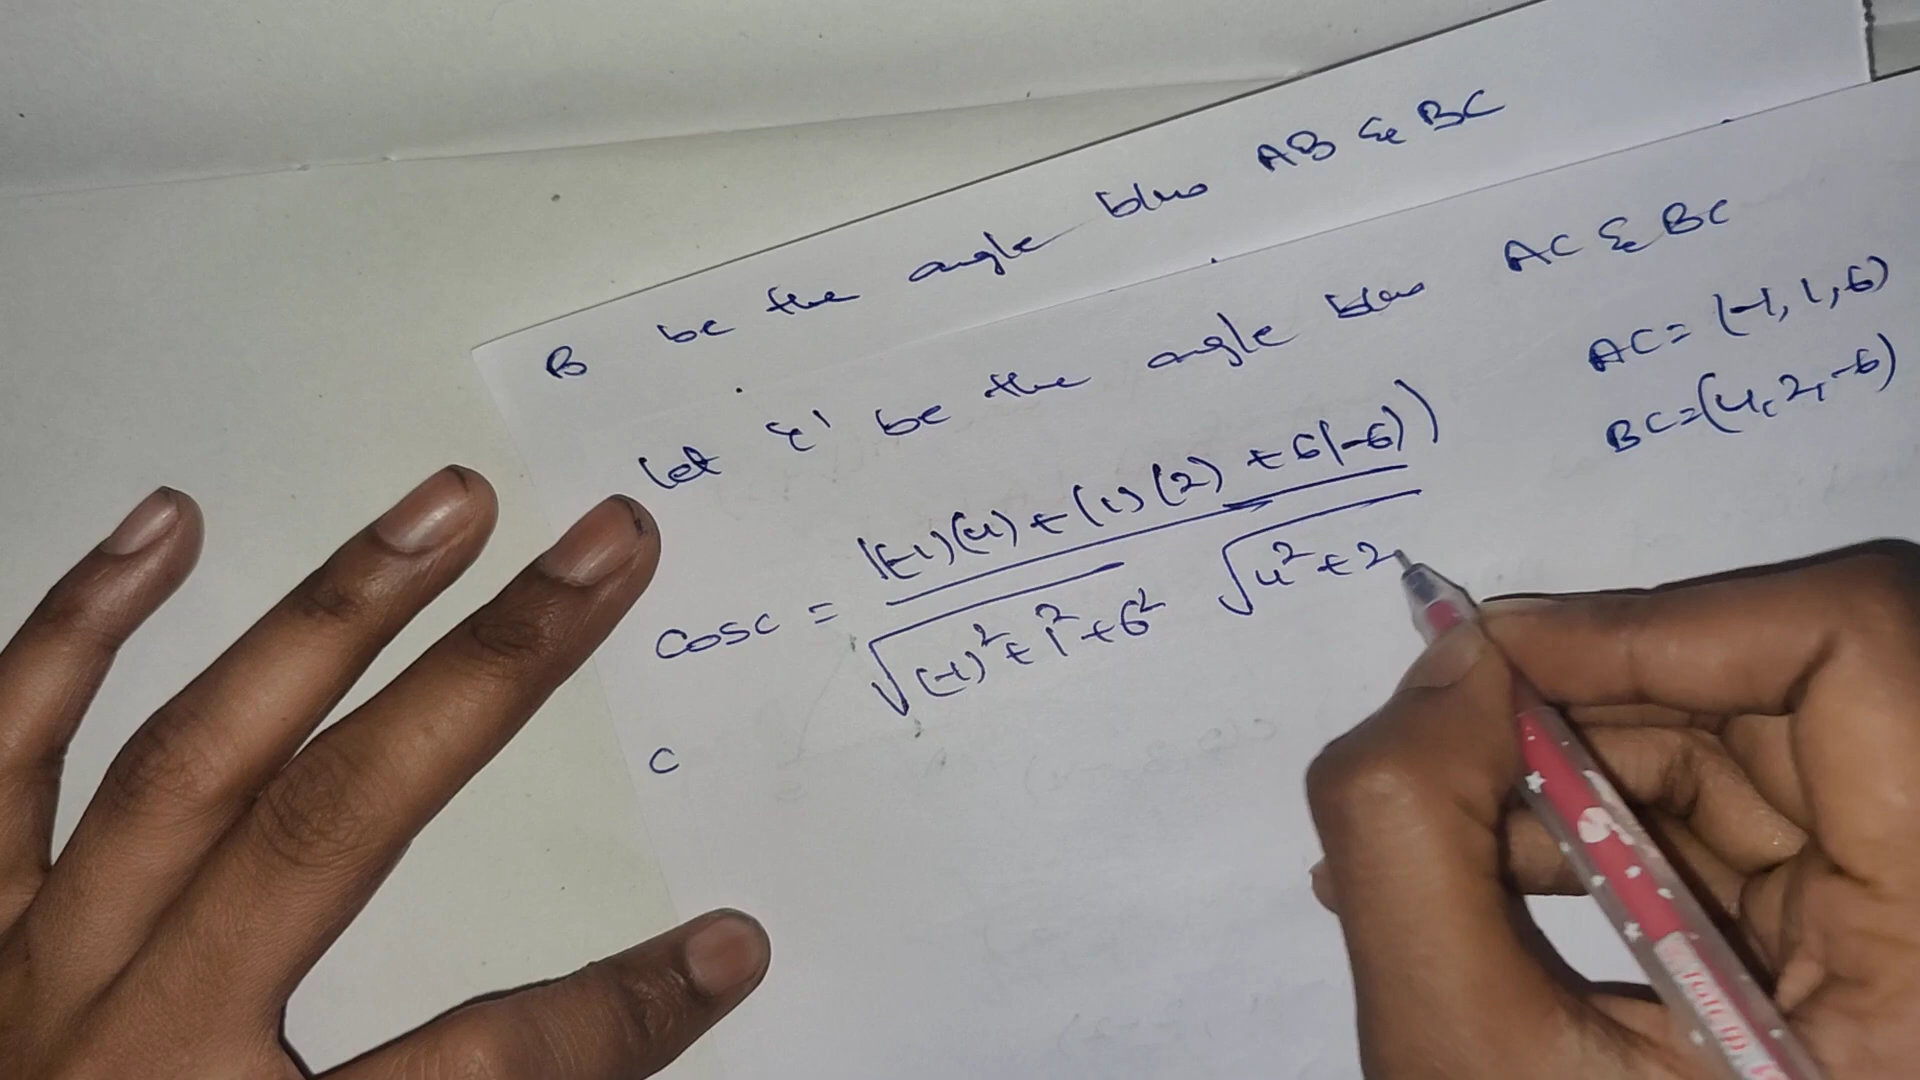 B be the angle b/w AB & BC
Let 'c' be the angle b/w AC & BC
AC = (-1, 1, 6)
BC = (4, 2, -6)
cosc = |(-1)(4) + (1)(2) + 6(-6)| / √(-1)² + 1² + 6² √4² + 2
C